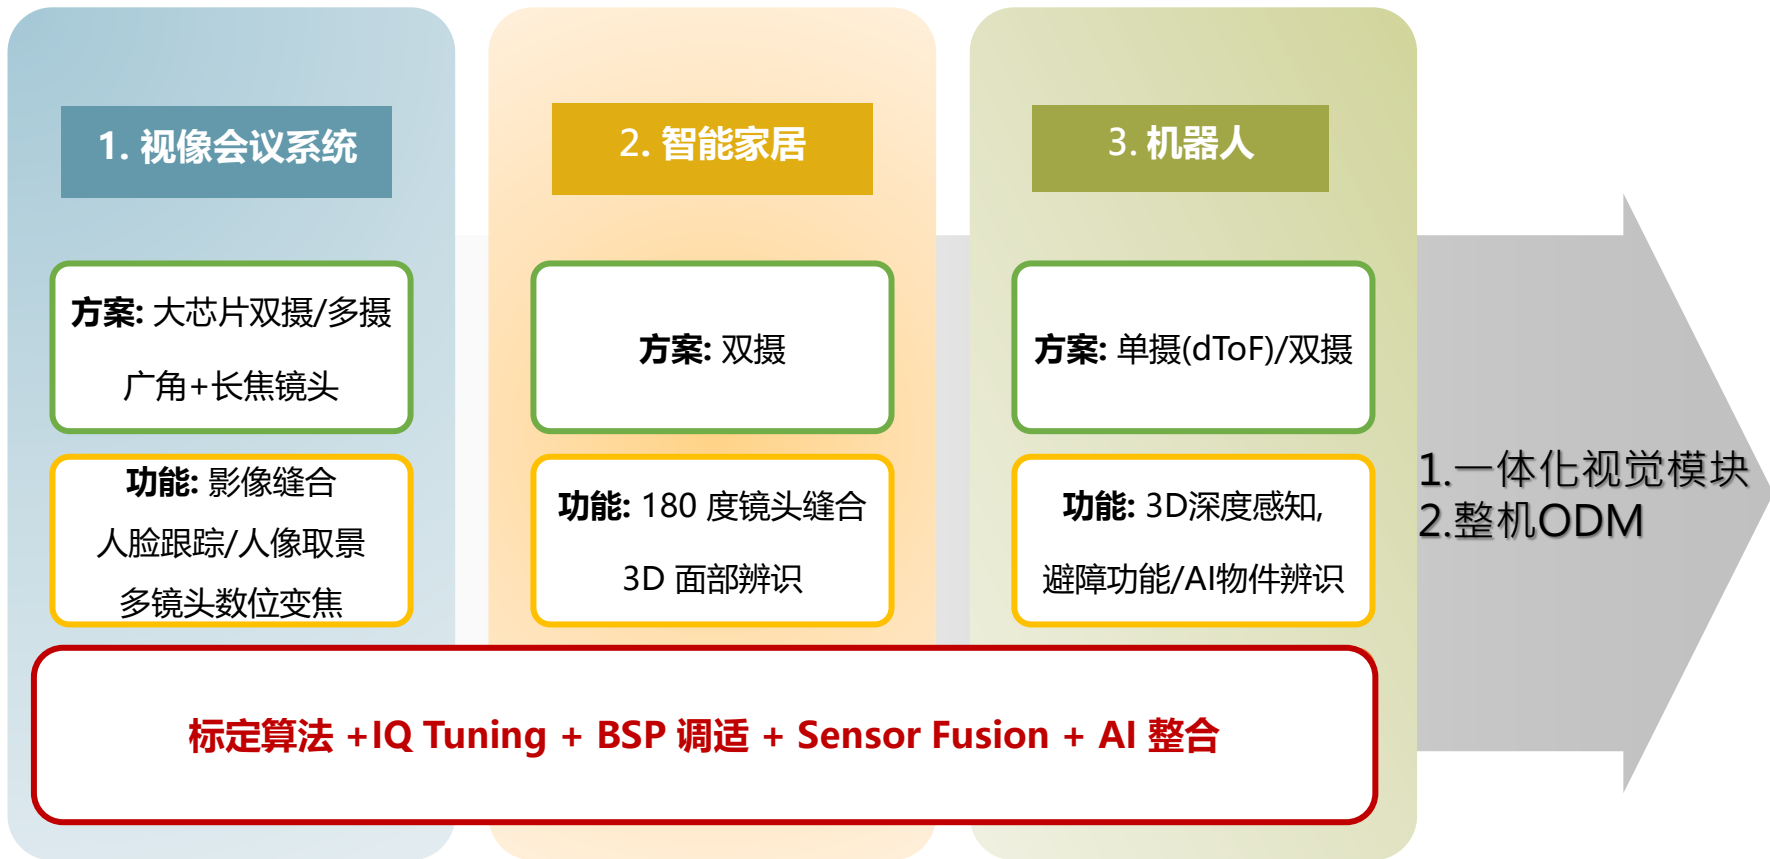 1. 视像会议系统
方案: 大芯片双摄/多摄
广角+长焦镜头
功能: 影像缝合
人脸跟踪/人像取景
多镜头数位变焦
2. 智能家居
方案: 双摄
功能: 180 度镜头缝合
3D 面部辨识
3. 机器人
方案: 单摄(dToF)/双摄
功能: 3D深度感知,
避障功能/AI物件辨识
标定算法 +IQ Tuning + BSP 调适 + Sensor Fusion + AI 整合
1.一体化视觉模块
2.整机ODM